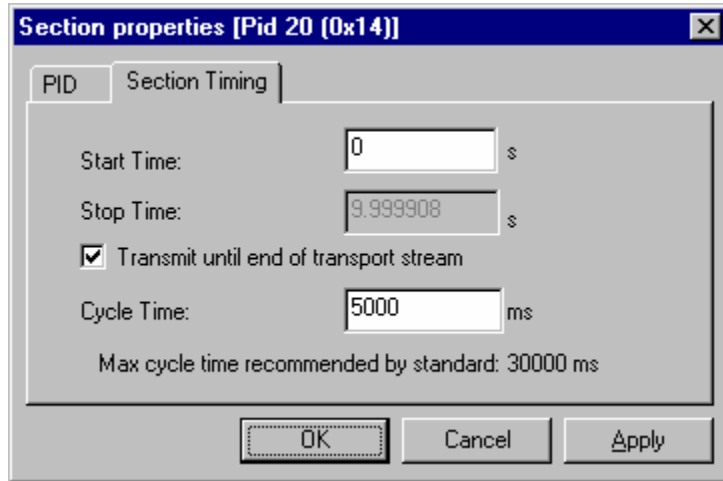 Section properties [Pid 20 (0x14)]
PID Section Timing
Start Time: 0 s
Stop Time: 9.999908 s
Transmit until end of transport stream
Cycle Time: 5000 ms
Max cycle time recommended by standard: 30000 ms
OK Cancel Apply